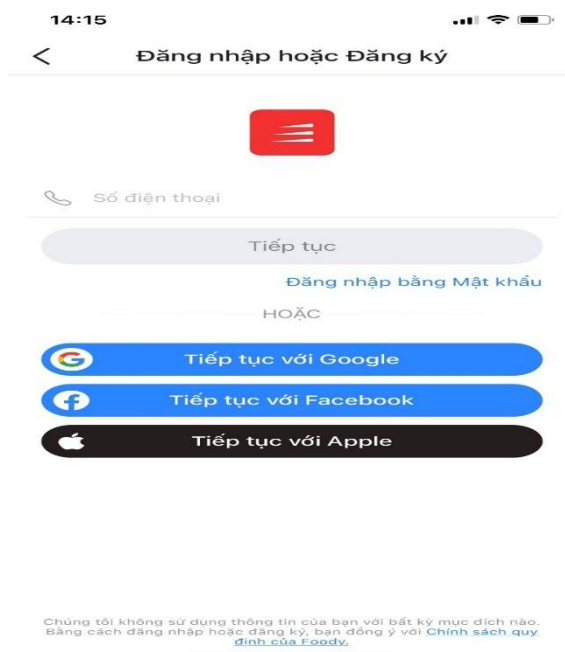 14:15
Đăng nhập hoặc Đăng ký
Số điện thoại
Tiếp tục
Đăng nhập bằng Mật khẩu
HOẶC
Tiếp tục với Google
Tiếp tục với Facebook
Tiếp tục với Apple
Chúng tôi không sử dụng thông tin của bạn với bất kỳ mục đích nào.
Bằng cách đăng nhập hoặc đăng ký, bạn đồng ý với Chính sách quy
định của Foody.